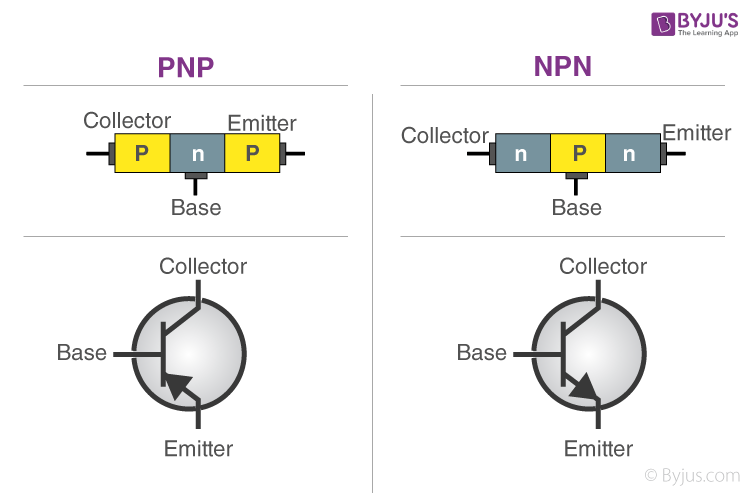 BYJU'S
The Learning App
PNP
Collector
Emitter
P
n
P
Base
Collector
Base
Emitter
NPN
Collector
Emitter
n
P
n
Base
Collector
Base
Emitter
© Byjus.com